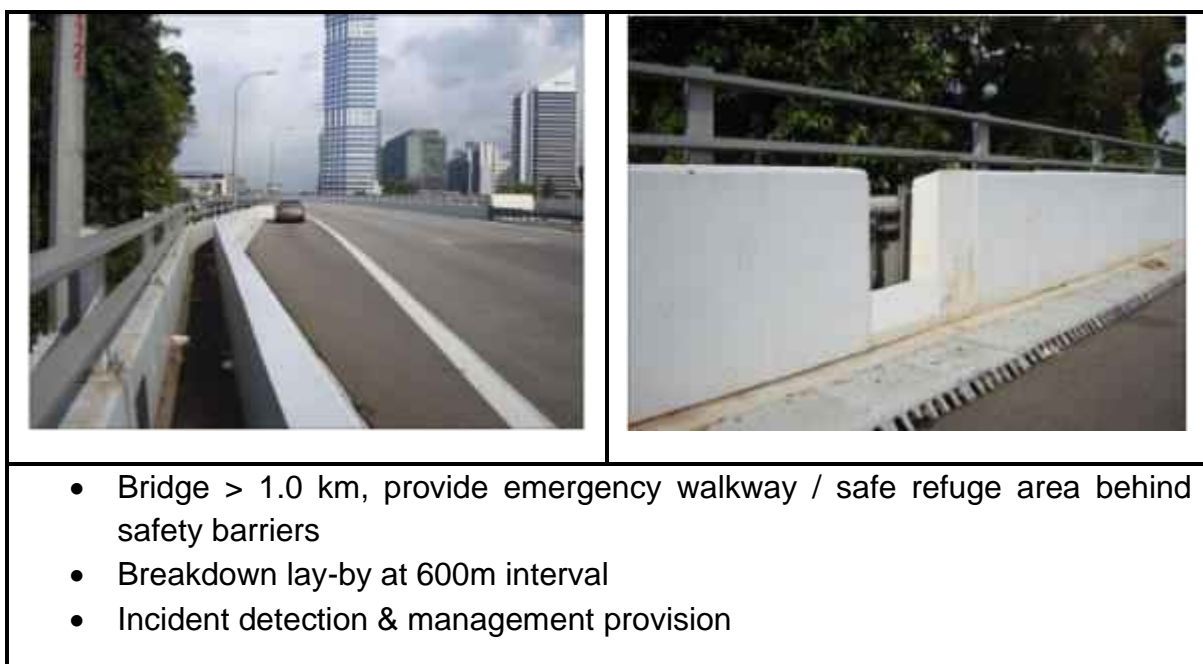 • Bridge > 1.0 km, provide emergency walkway / safe refuge area behind
safety barriers
• Breakdown lay-by at 600m interval
• Incident detection & management provision